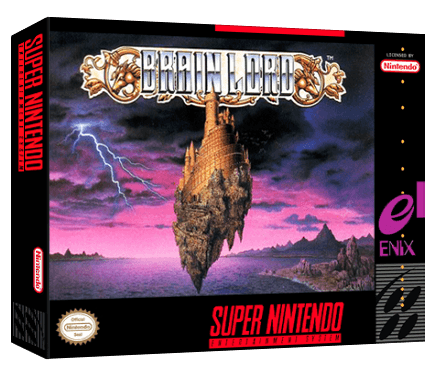 SUPER NINTENDO
ENTERTAINMENT SYSTEM
Nintendo
BRAIN LORD
TM
LICENSED BY
Nintendo
ENIX
Official
Nintendo
Seal
SUPER NINTENDO
ENTERTAINMENT SYSTEM